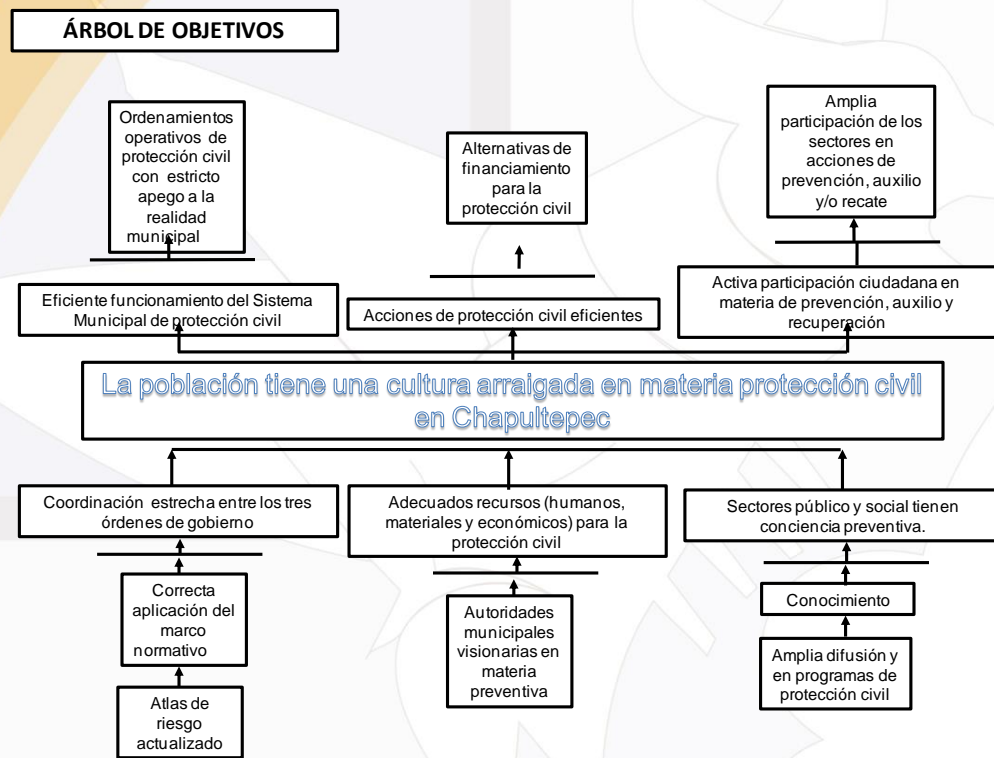 ÁRBOL DE OBJETIVOS
Ordenamientos
operativos de
protección civil
con estricto
apego a la
realidad
municipal
Alternativas de
financiamiento
para la
protección civil
Amplia
participación de los
sectores en
acciones de
prevención, auxilio
y/o recate
Eficiente funcionamiento del Sistema
Municipal de protección civil
Acciones de protección civil eficientes
Activa participación ciudadana en
materia de prevención, auxilio y
recuperación
La población tiene una cultura arraigada en materia protección civil
en Chapultepec
Coordinación estrecha entre los tres
órdenes de gobierno
Adecuados recursos (humanos,
materiales y económicos) para la
protección civil
Sectores público y social tienen
conciencia preventiva.
Correcta
aplicación del
marco
normativo
Autoridades
municipales
visionarias en
materia
preventiva
Conocimiento
Atlas de
riesgo
actualizado
Amplia difusión y
en programas de
protección civil